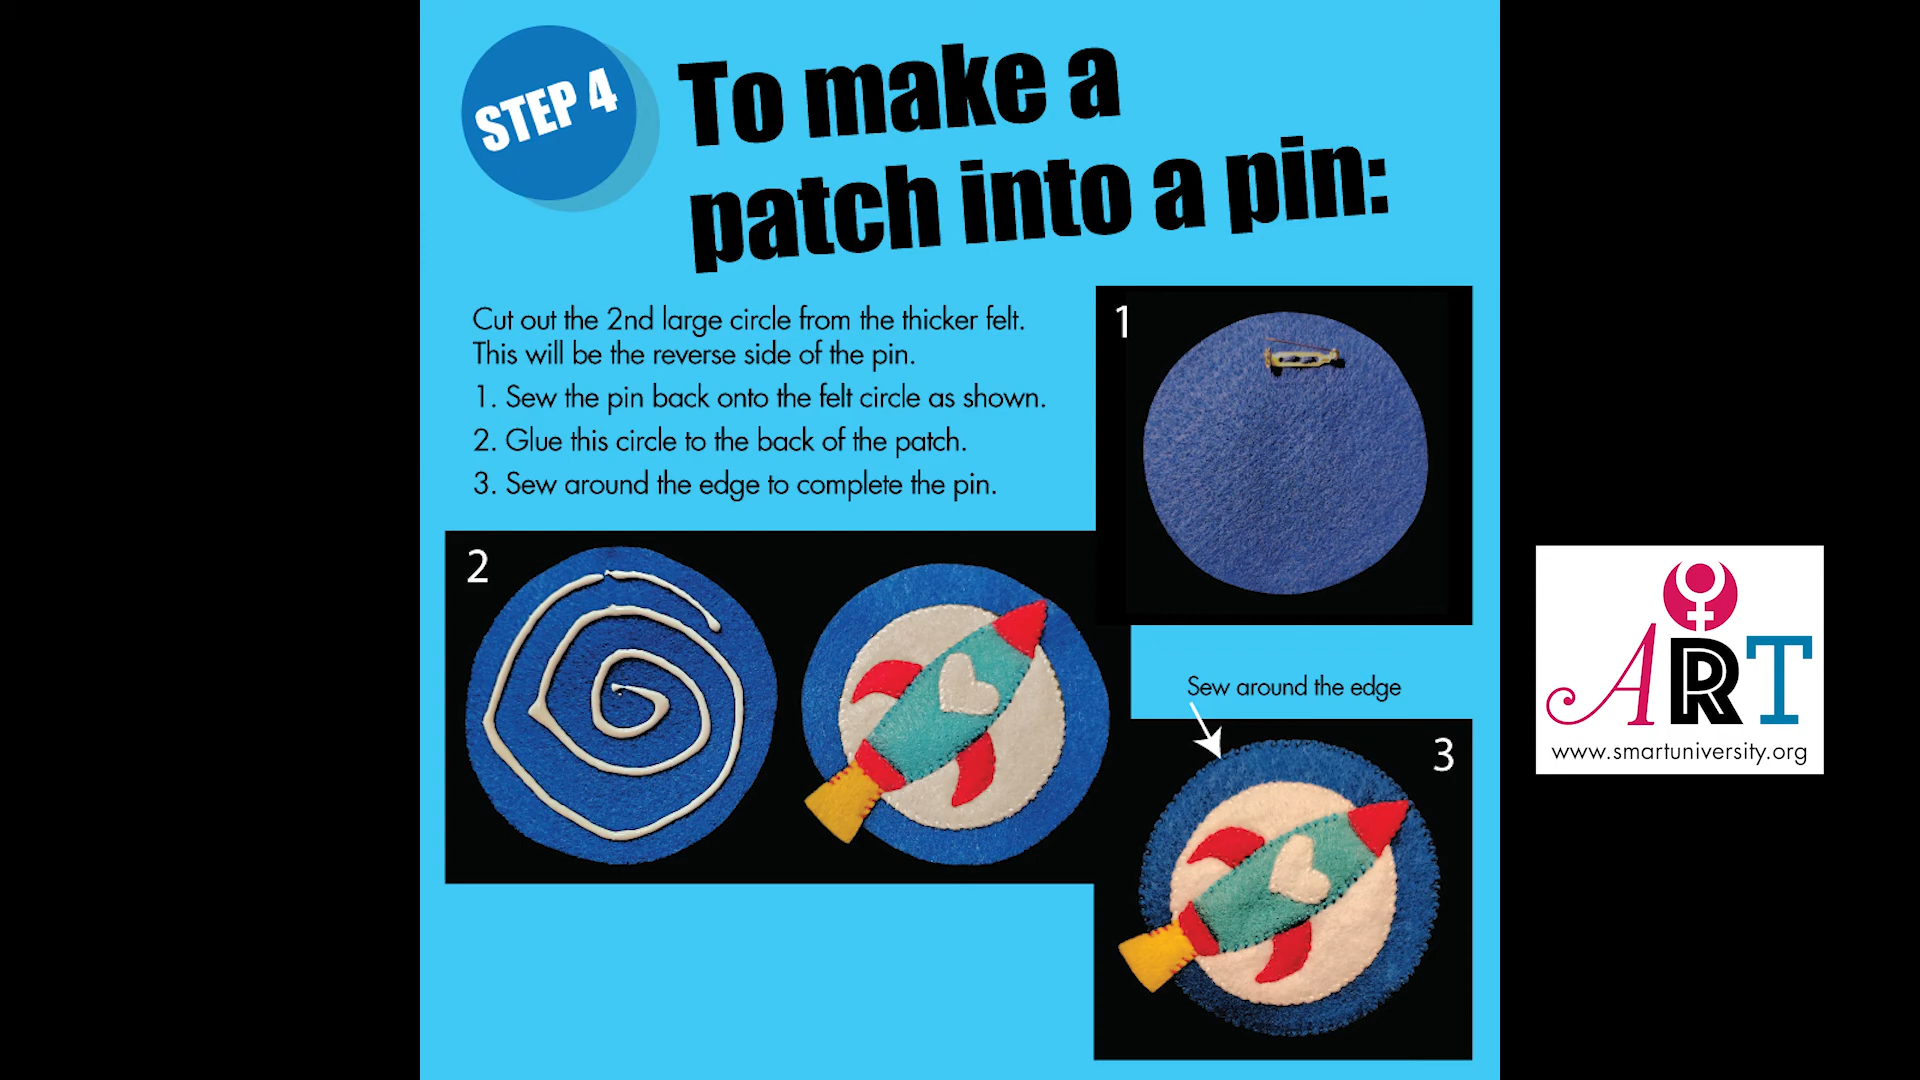 STEP 4
To make a
patch into a pin:
Cut out the 2nd large circle from the thicker felt.
This will be the reverse side of the pin.
1. Sew the pin back onto the felt circle as shown.
2. Glue this circle to the back of the patch.
3. Sew around the edge to complete the pin.
1
2
Sew around the edge
3
ART
www.smartuniversity.org